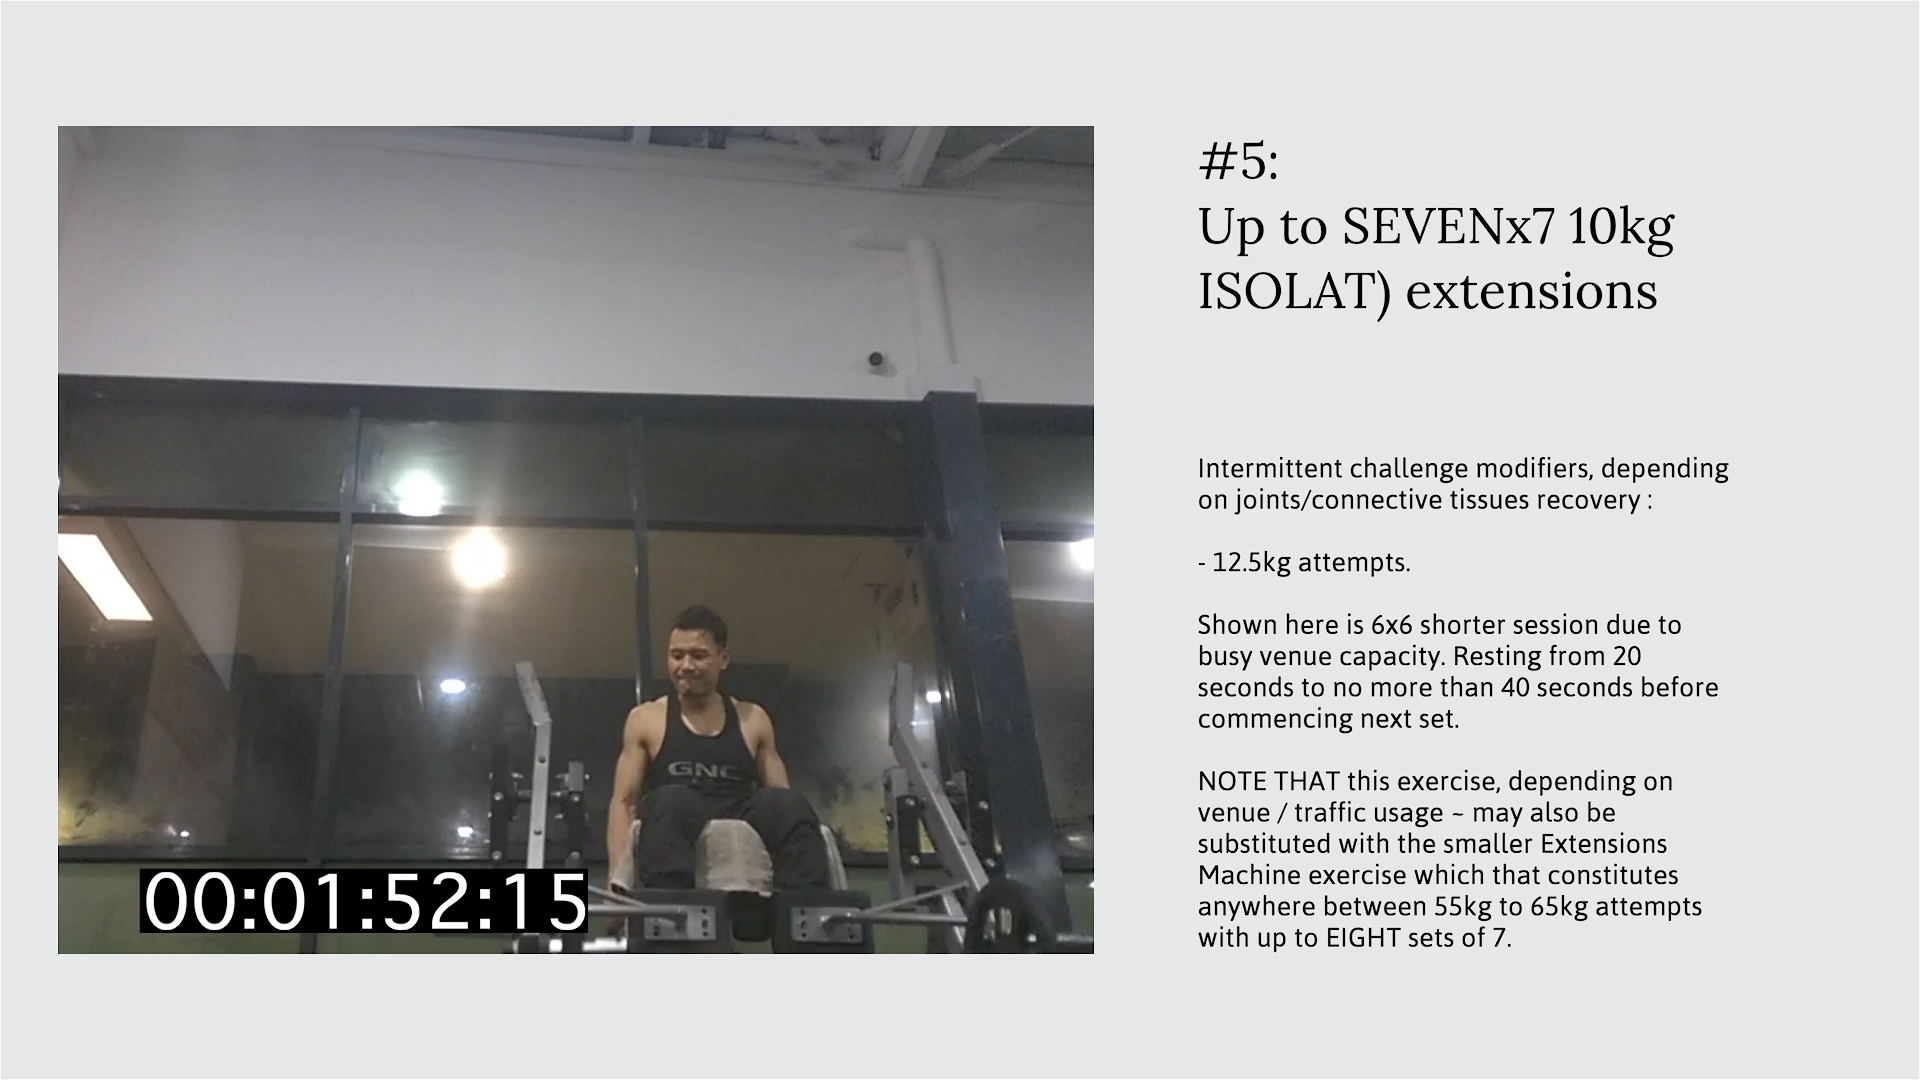 #5:
Up to SEVENx7 10kg
ISOLAT) extensions
Intermittent challenge modifiers, depending
on joints/connective tissues recovery :
- 12.5kg attempts.
Shown here is 6x6 shorter session due to
busy venue capacity. Resting from 20
seconds to no more than 40 seconds before
commencing next set.
NOTE THAT this exercise, depending on
venue / traffic usage ~ may also be
substituted with the smaller Extensions
Machine exercise which that constitutes
anywhere between 55kg to 65kg attempts
with up to EIGHT sets of 7.
GNC
00:01:52:15